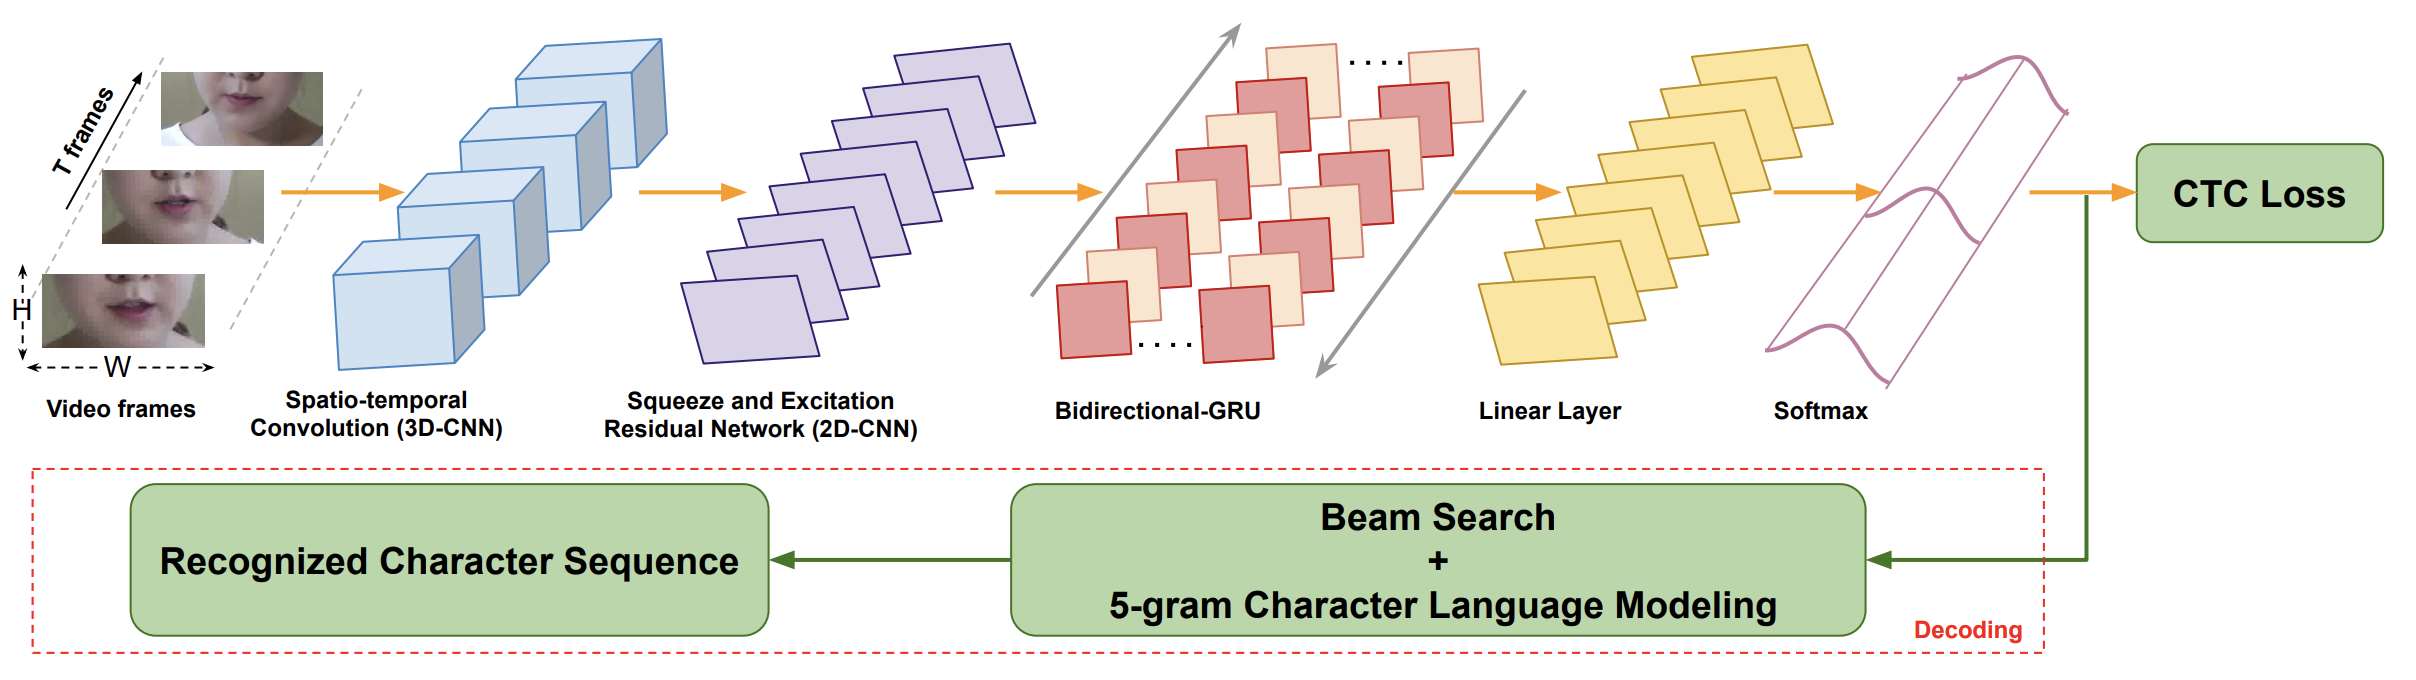 T frames
H
W
Video frames
Spatio-temporal
Convolution (3D-CNN)
Squeeze and Excitation
Residual Network (2D-CNN)
Bidirectional-GRU
Linear Layer
Softmax
CTC Loss
Beam Search
+
5-gram Character Language Modeling
Recognized Character Sequence
Decoding